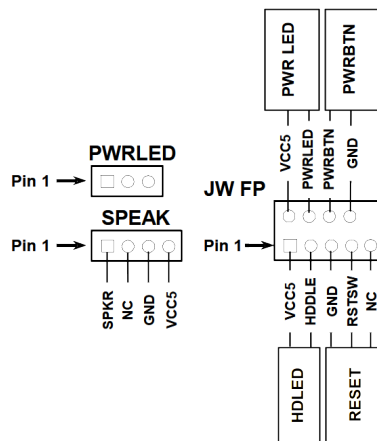 PWR LED
PWRBTN
VCC5
PWRLED
PWRBTN
GND
PWRLED
Pin 1
JW FP
SPEAK
Pin 1
Pin 1
SPKR
NC
GND
VCC5
VCC5
HDDLE
GND
RSTSW
NC
HDLED
RESET